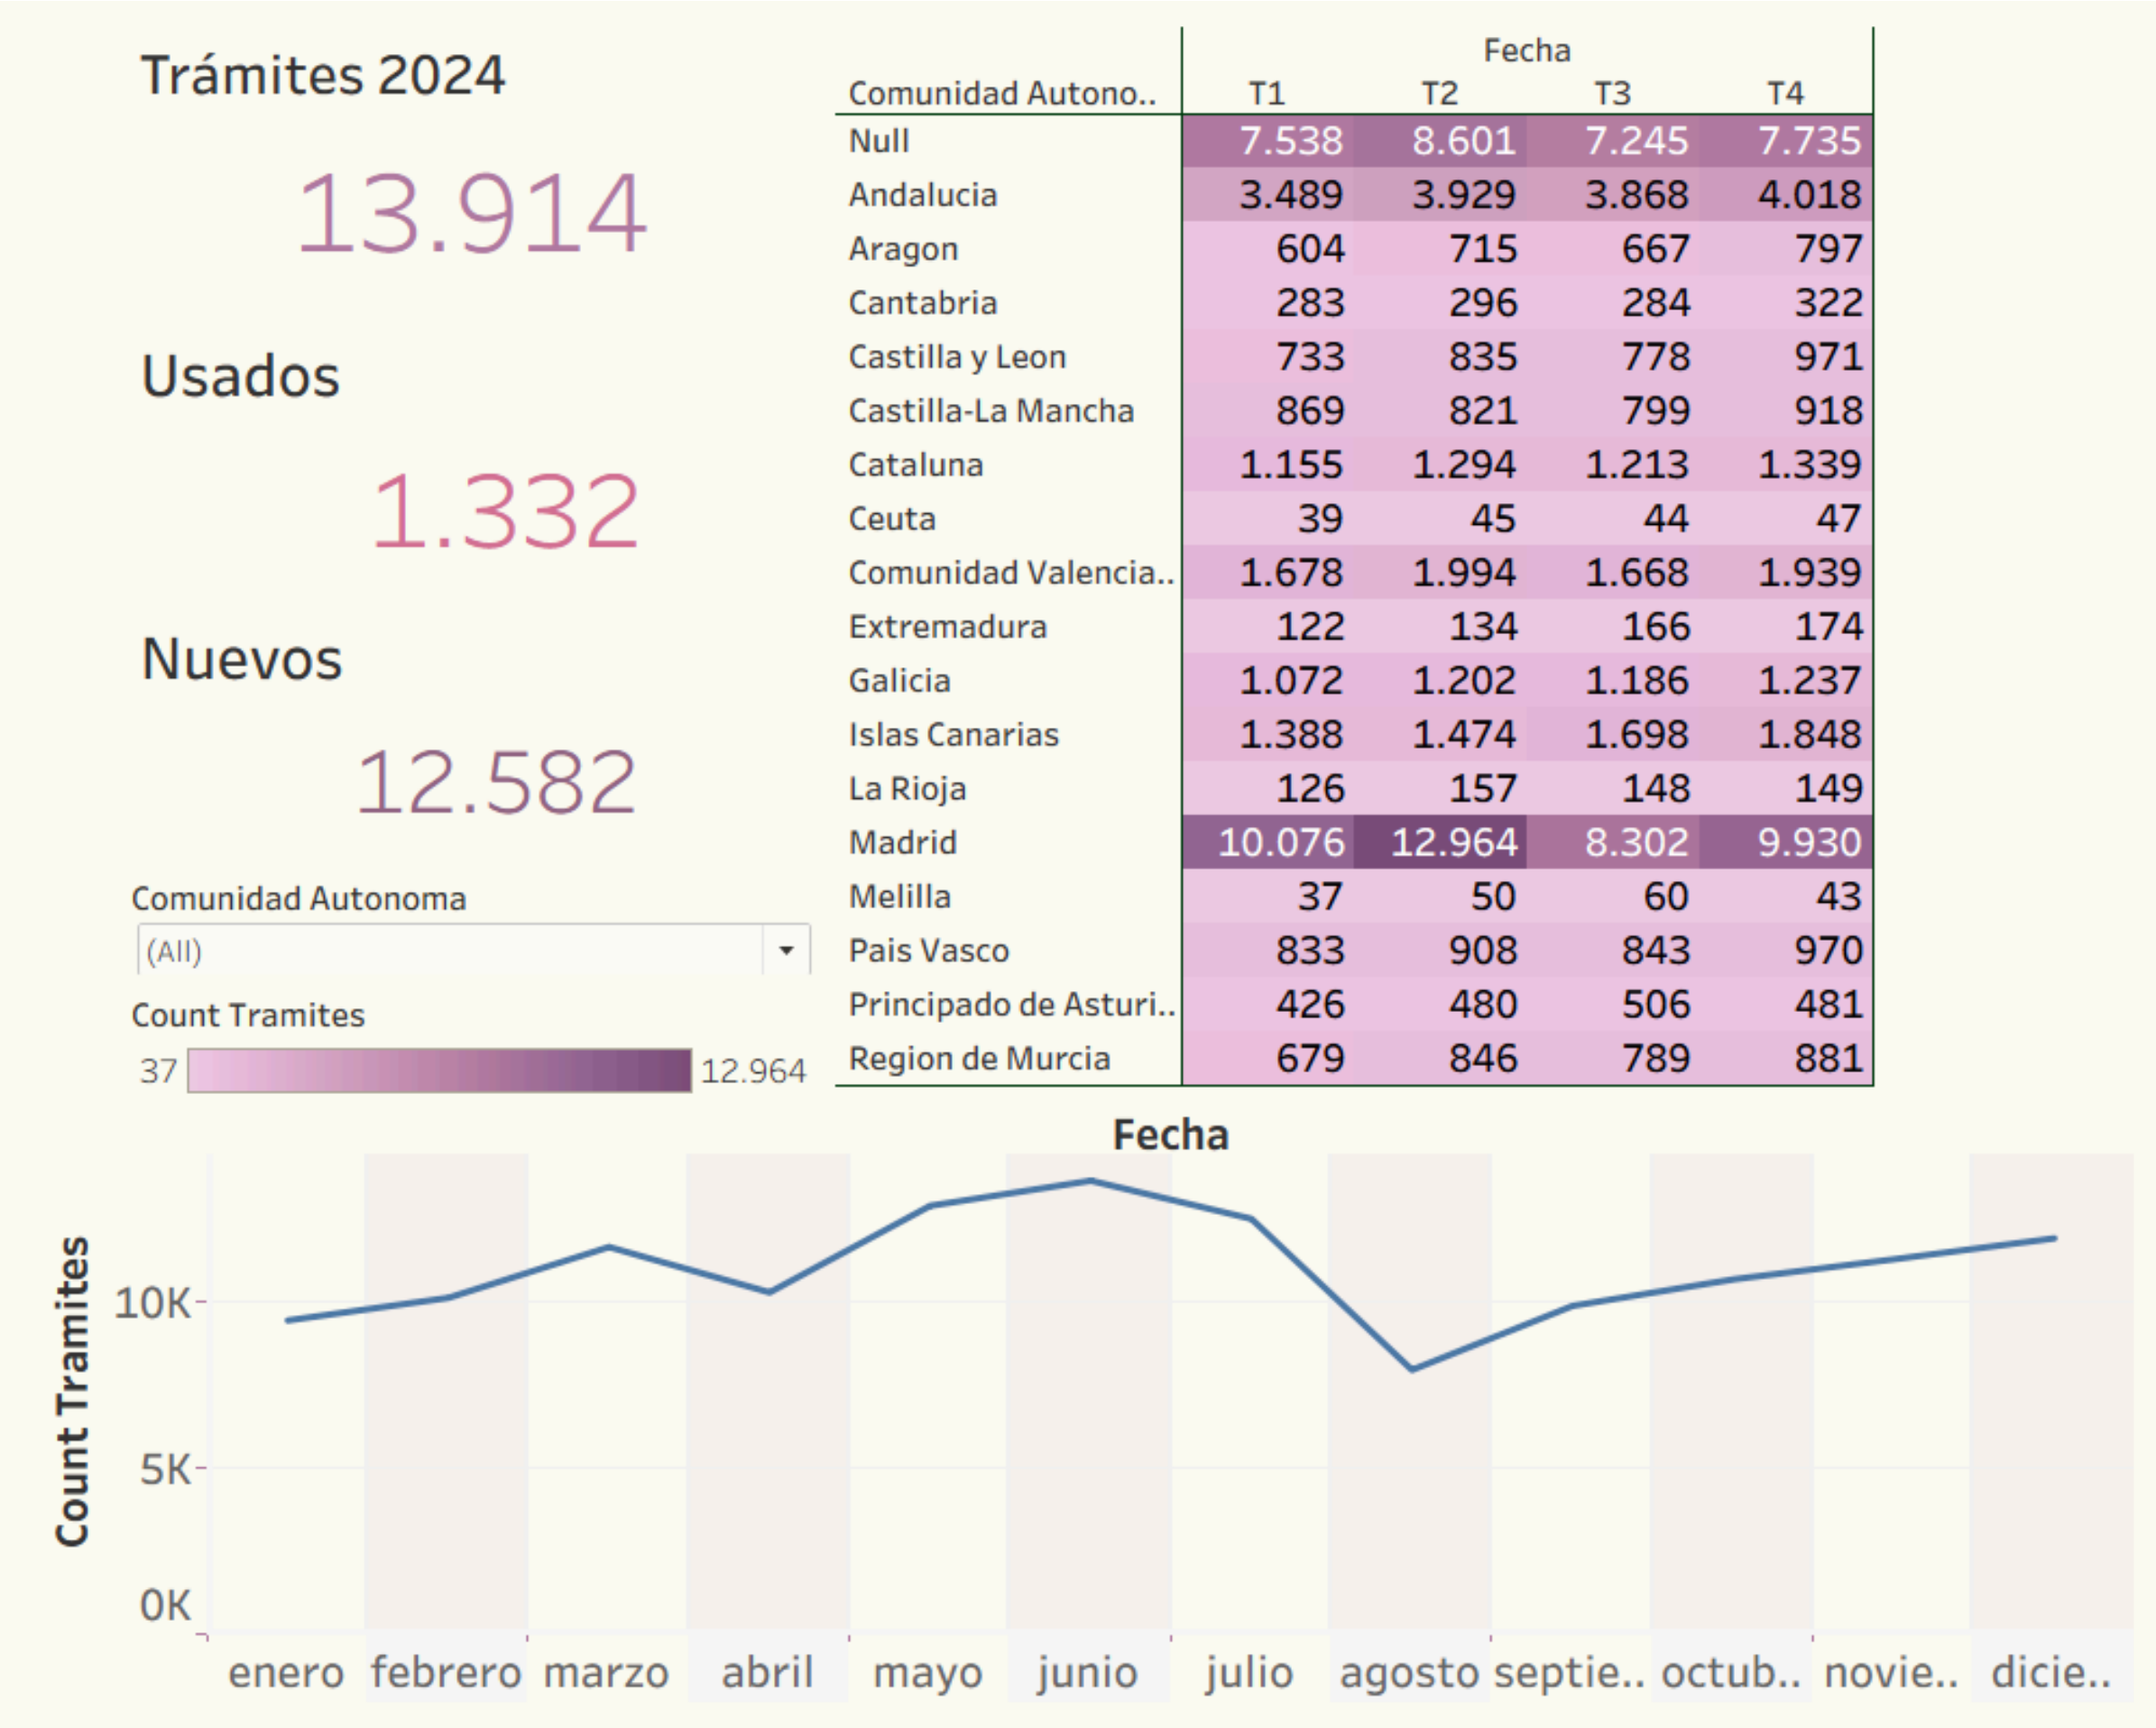 Trámites 2024
13.914
Usados
1.332
Nuevos
12.582
Comunidad Autonoma
(All)
Count Tramites
37 12.964
Fecha
Comunidad Autono.. T1 T2 T3 T4
Null 7.538 8.601 7.245 7.735
Andalucia 3.489 3.929 3.868 4.018
Aragon 604 715 667 797
Cantabria 283 296 284 322
Castilla y Leon 733 835 778 971
Castilla-La Mancha 869 821 799 918
Cataluna 1.155 1.294 1.213 1.339
Ceuta 39 45 44 47
Comunidad Valencia.. 1.678 1.994 1.668 1.939
Extremadura 122 134 166 174
Galicia 1.072 1.202 1.186 1.237
Islas Canarias 1.388 1.474 1.698 1.848
La Rioja 126 157 148 149
Madrid 10.076 12.964 8.302 9.930
Melilla 37 50 60 43
Pais Vasco 833 908 843 970
Principado de Asturi.. 426 480 506 481
Region de Murcia 679 846 789 881
Fecha
Count Tramites
10K
5K
0K
enero febrero marzo abril mayo junio julio agosto septie.. octub.. novie.. dicie..